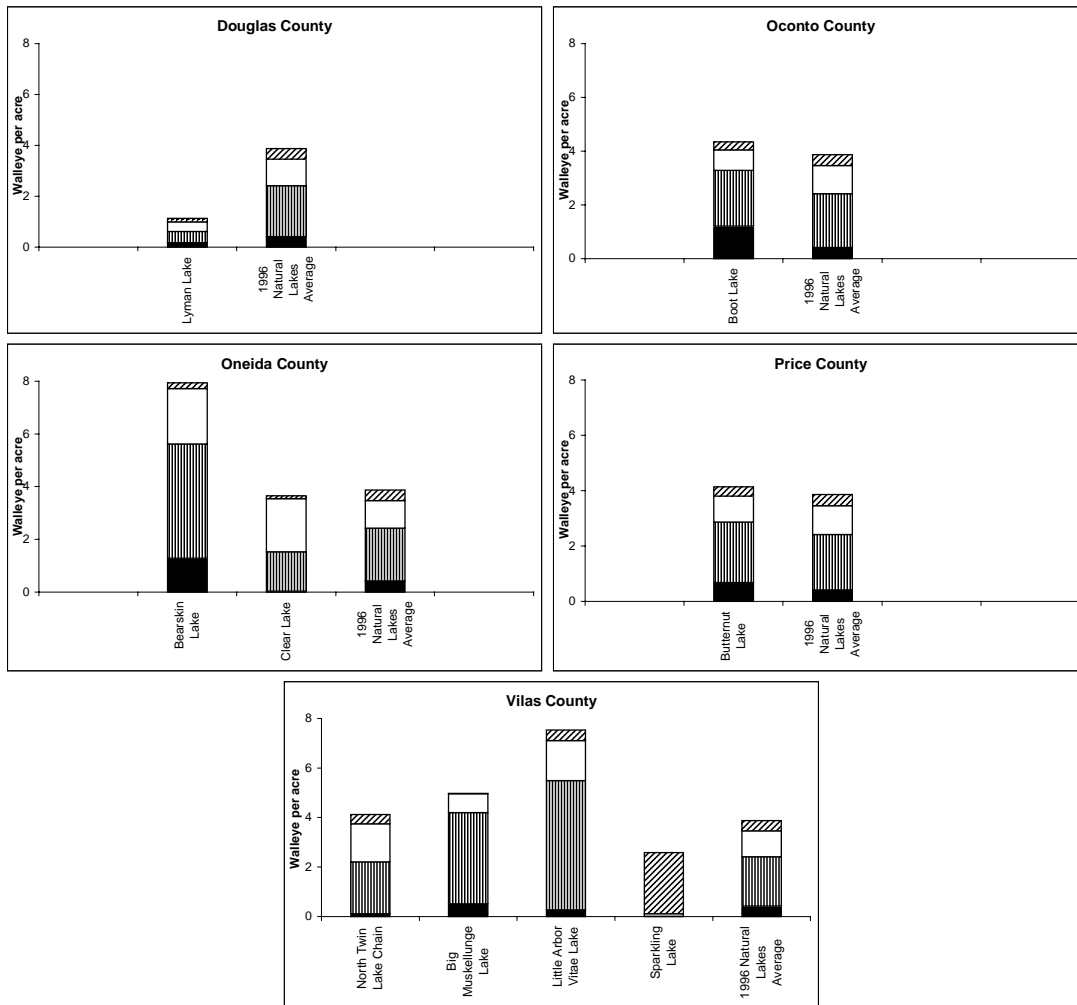 Douglas County
8
6
4
2
0
Walleye per acre
Lyman Lake
1996
Natural
Lakes
Average
Oconto County
8
6
4
2
0
Walleye per acre
Boot Lake
1996
Natural
Lakes
Average
Oneida County
8
6
4
2
0
Walleye per acre
Bearskin
Lake
Clear Lake
1996
Natural
Lakes
Average
Price County
8
6
4
2
0
Walleye per acre
Butternut
Lake
1996
Natural
Lakes
Average
Vilas County
8
6
4
2
0
Walleye per acre
North Twin
Lake Chain
Big
Muskellunge
Lake
Little Arbor
Vitae Lake
Sparkling
Lake
1996 Natural
Lakes
Average